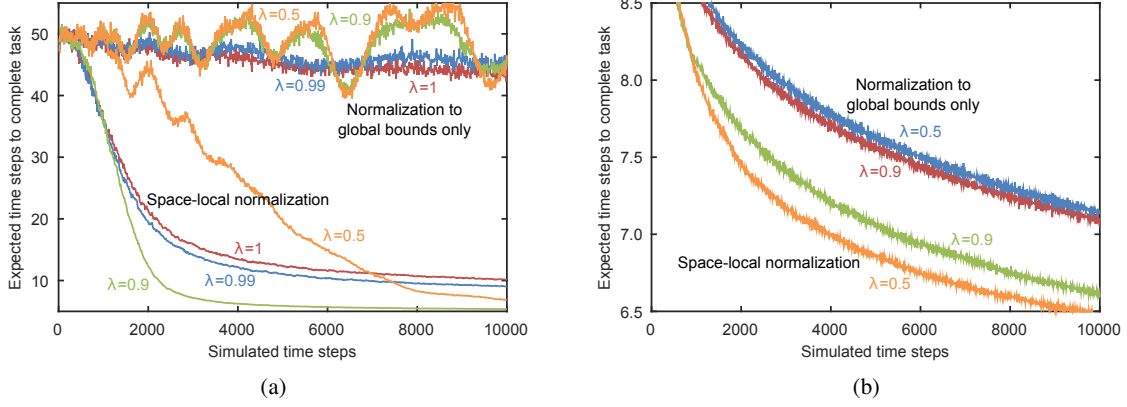 Expected time steps to complete task
50
40
30
20
10
0
2000
4000
6000
8000
10000
Simulated time steps
λ=0.5
λ=0.9
λ=0.99
λ=1
Normalization to
global bounds only
Space-local normalization
λ=0.5
λ=1
λ=0.99
λ=0.9
(a)
Expected time steps to complete task
8.5
8.0
7.5
7.0
6.5
0
2000
4000
6000
8000
10000
Simulated time steps
Normalization to
global bounds only
λ=0.5
λ=0.9
λ=0.9
Space-local normalization
λ=0.5
(b)